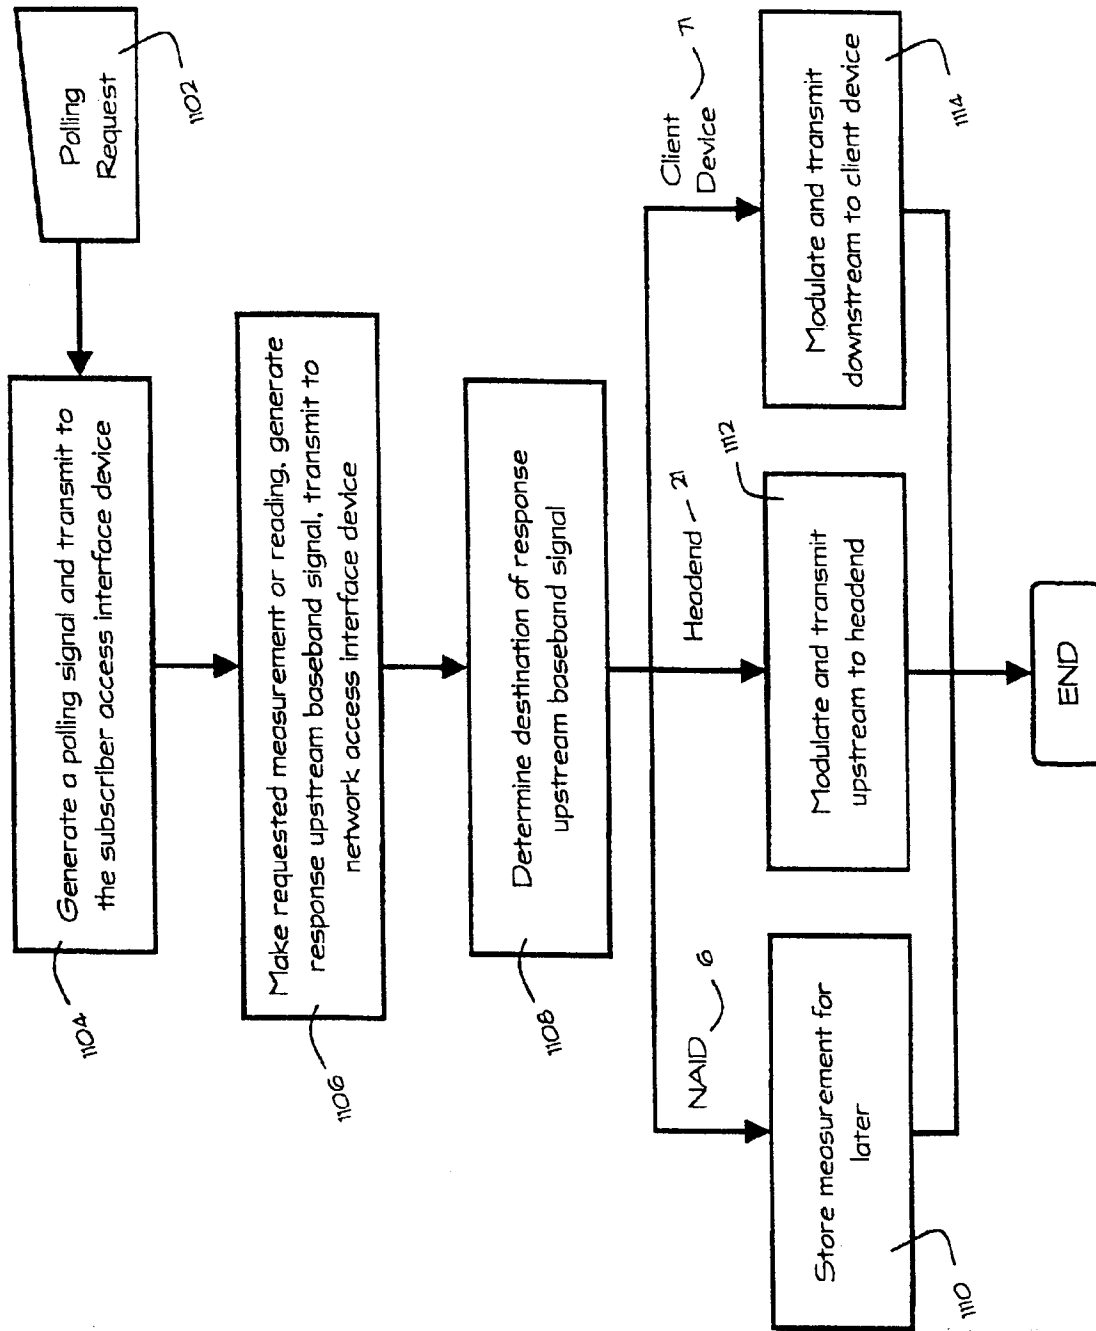 Polling
Request
1102
Generate a polling signal and transmit to
the subscriber access interface device
1104
Make requested measurement or reading, generate
response upstream baseband signal, transmit to
network access interface device
1106
Determine destination of response
upstream baseband signal
1108
NAID 6
Headend 21
Client
Device 71
Store measurement for
later
1110
Modulate and transmit
upstream to headend
1112
Modulate and transmit
downstream to client device
1114
END